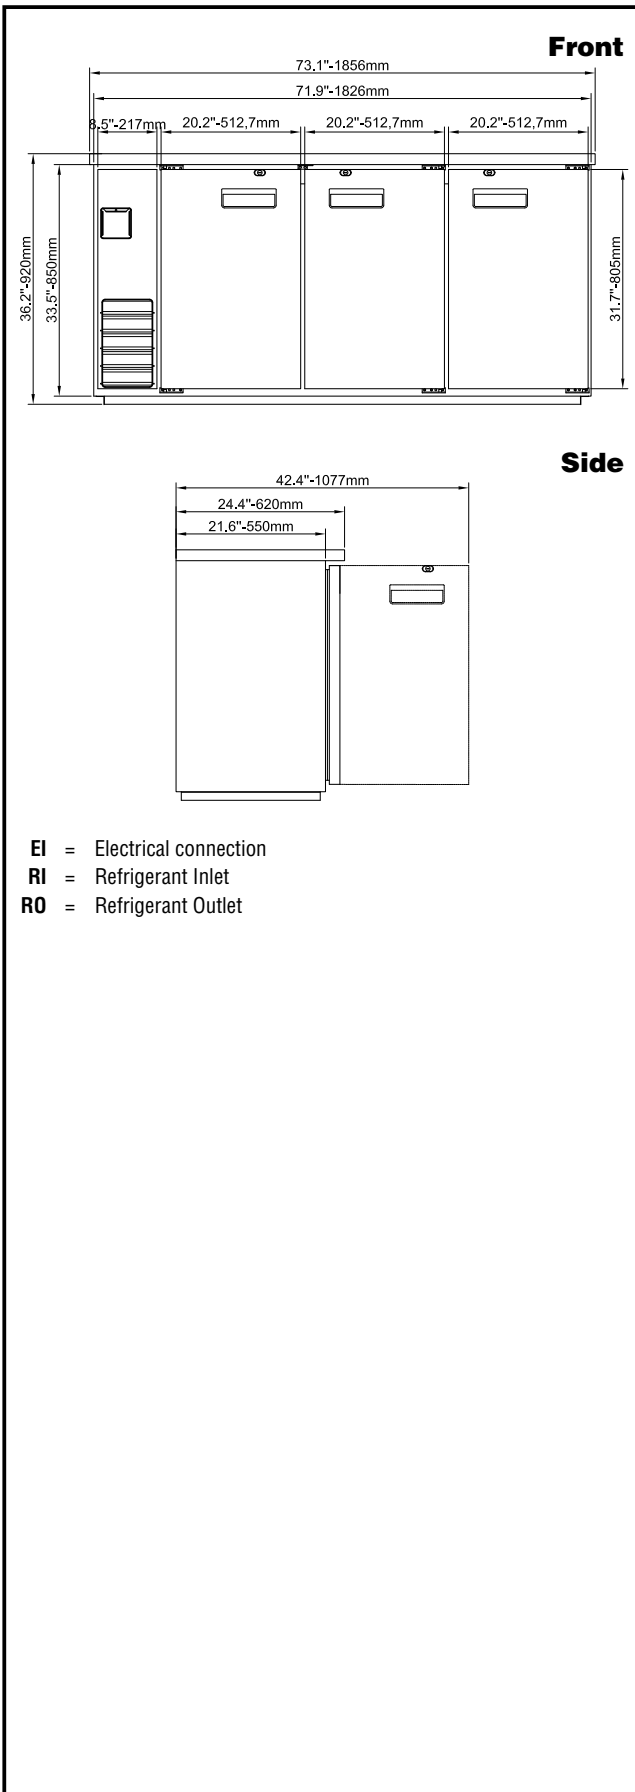 Front
73.1"-1856mm
71.9"-1826mm
8.5"-217mm 20.2"-512,7mm 20.2"-512,7mm 20.2"-512,7mm
36.2"-920mm
33.5"-850mm
31.7"-805mm
Side
42.4"-1077mm
24.4"-620mm
21.6"-550mm
EI = Electrical connection
RI = Refrigerant Inlet
RO = Refrigerant Outlet